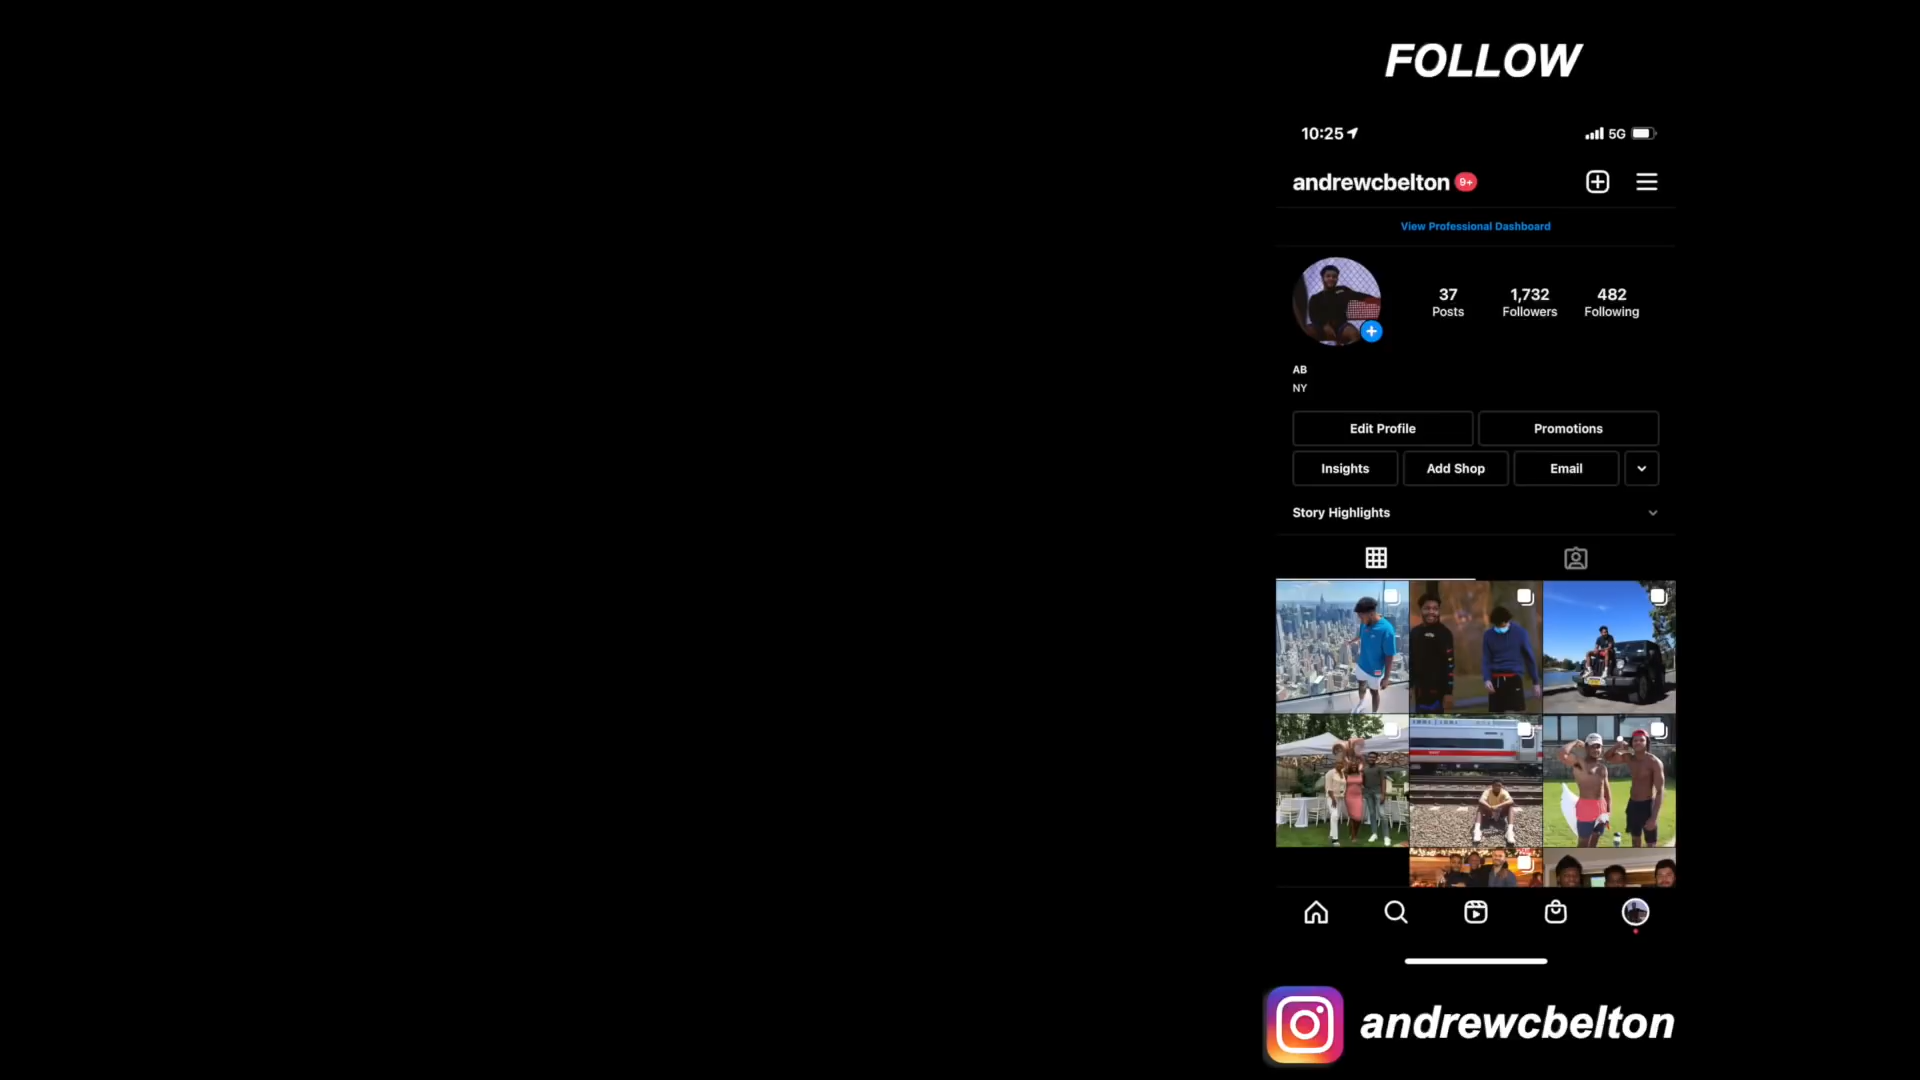 FOLLOW
10:25 5G
andrewcbelton 9+
View Professional Dashboard
37 1,732 482
Posts Followers Following
AB
NY
Edit Profile Promotions
Insights Add Shop Email
Story Highlights
andrewcbelton